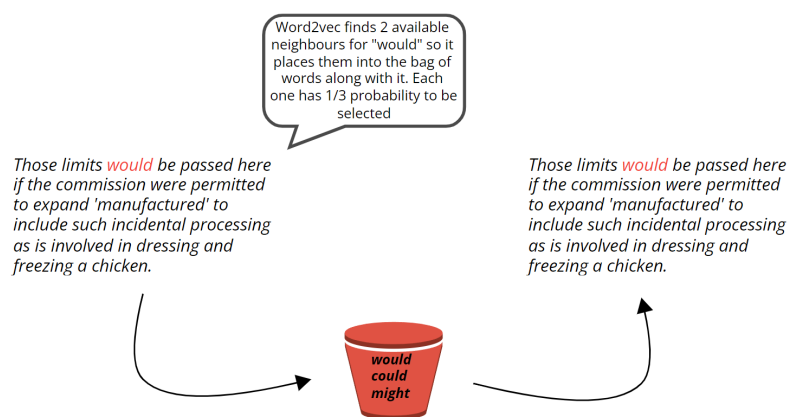 Word2vec finds 2 available
neighbours for "would" so it
places them into the bag of
words along with it. Each
one has 1/3 probability to be
selected
Those limits would be passed here
if the commission were permitted
to expand 'manufactured' to
include such incidental processing
as is involved in dressing and
freezing a chicken.
Those limits would be passed here
if the commission were permitted
to expand 'manufactured' to
include such incidental processing
as is involved in dressing and
freezing a chicken.
would
could
might